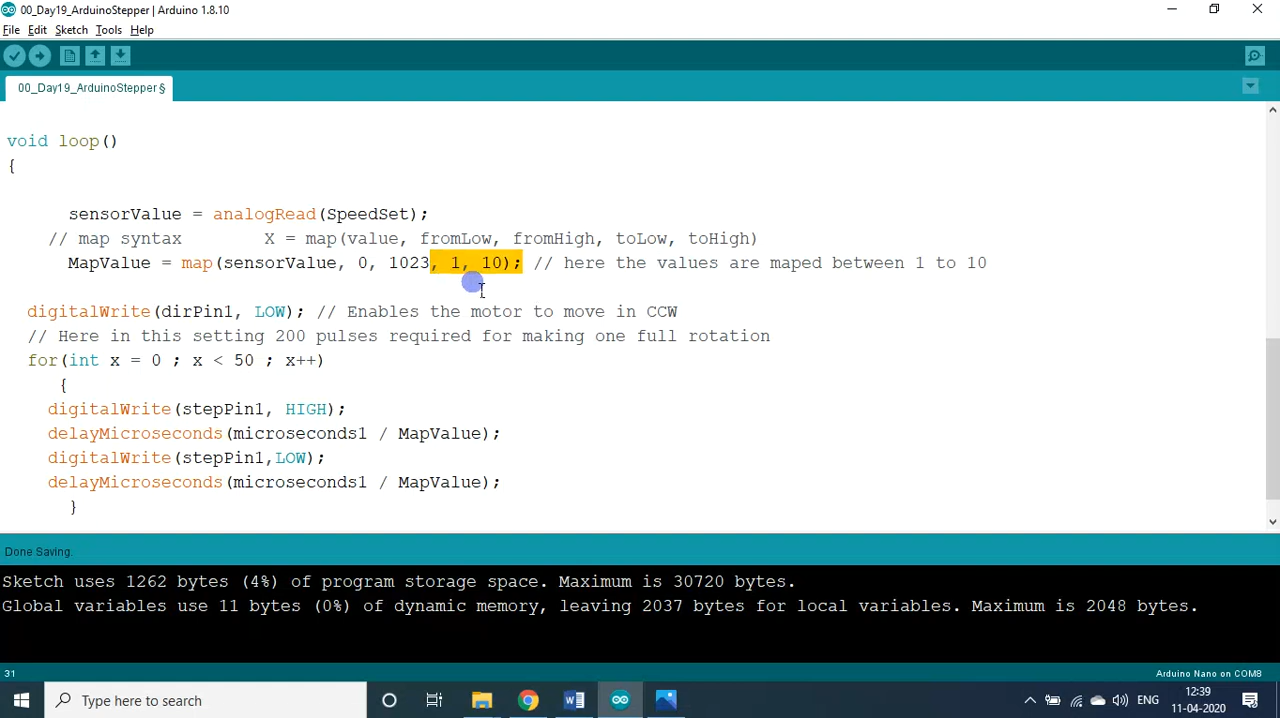 00_Day19_ArduinoStepper | Arduino 1.8.10
File Edit Sketch Tools Help
00_Day19_ArduinoStepper §
void loop()
{
sensorValue = analogRead(SpeedSet);
// map syntax        X = map(value, fromLow, fromHigh, toLow, toHigh)
MapValue = map(sensorValue, 0, 1023, 1, 10); // here the values are maped between 1 to 10
digitalWrite(dirPin1, LOW); // Enables the motor to move in CCW
// Here in this setting 200 pulses required for making one full rotation
for(int x = 0 ; x < 50 ; x++)
{
digitalWrite(stepPin1, HIGH);
delayMicroseconds(microseconds1 / MapValue);
digitalWrite(stepPin1,LOW);
delayMicroseconds(microseconds1 / MapValue);
}
Done Saving.
Sketch uses 1262 bytes (4%) of program storage space. Maximum is 30720 bytes.
Global variables use 11 bytes (0%) of dynamic memory, leaving 2037 bytes for local variables. Maximum is 2048 bytes.
31
Arduino Nano on COM8
Type here to search
ENG
12:39
11-04-2020